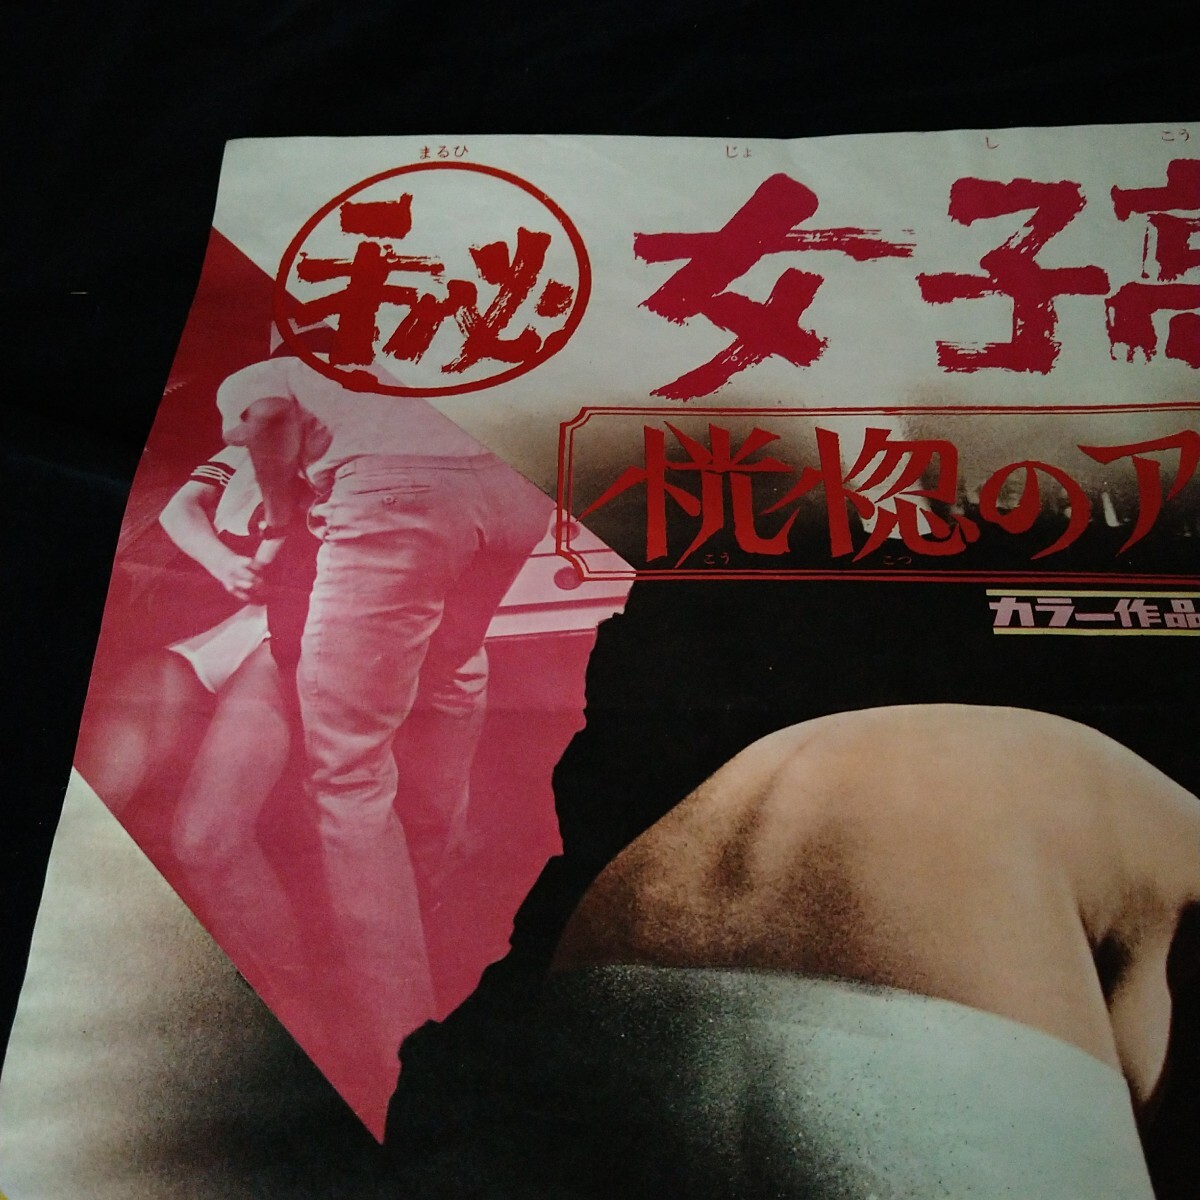 まるひ じょ し こう
㊙ 女子高
恍惚のア
こう こつ
カラー作品